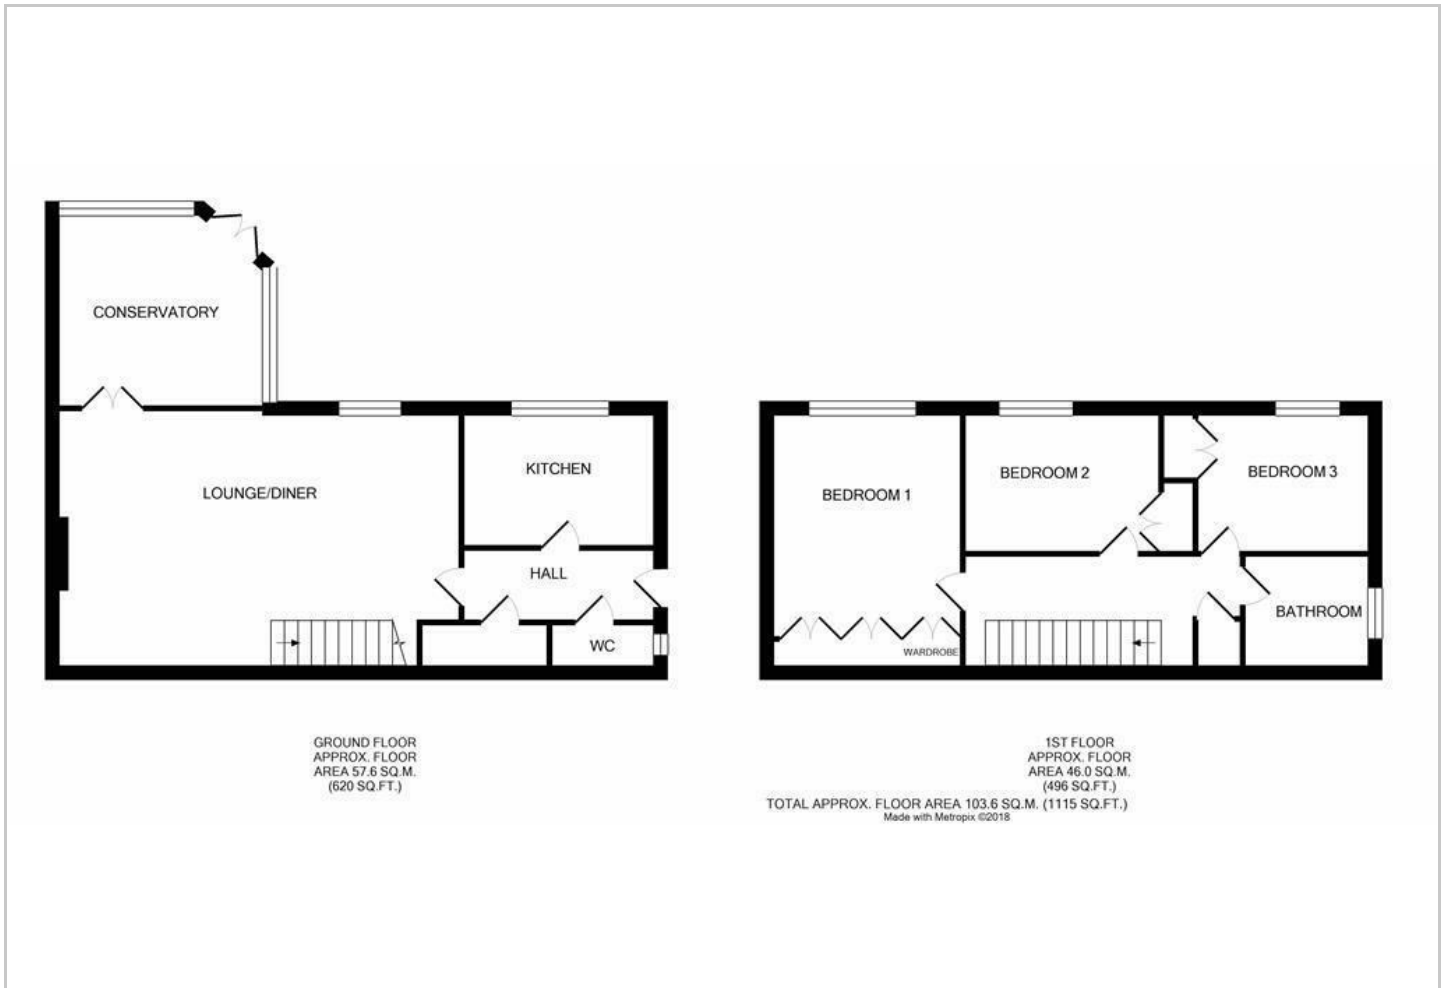 CONSERVATORY
LOUNGE/DINER
KITCHEN
HALL
WC
GROUND FLOOR
APPROX. FLOOR
AREA 57.6 SQ.M.
(620 SQ.FT.)
BEDROOM 1
BEDROOM 2
BEDROOM 3
BATHROOM
WARDROBE
1ST FLOOR
APPROX. FLOOR
AREA 46.0 SQ.M.
(496 SQ.FT.)
TOTAL APPROX. FLOOR AREA 103.6 SQ.M. (1115 SQ.FT.)
Made with Metropix ©2018